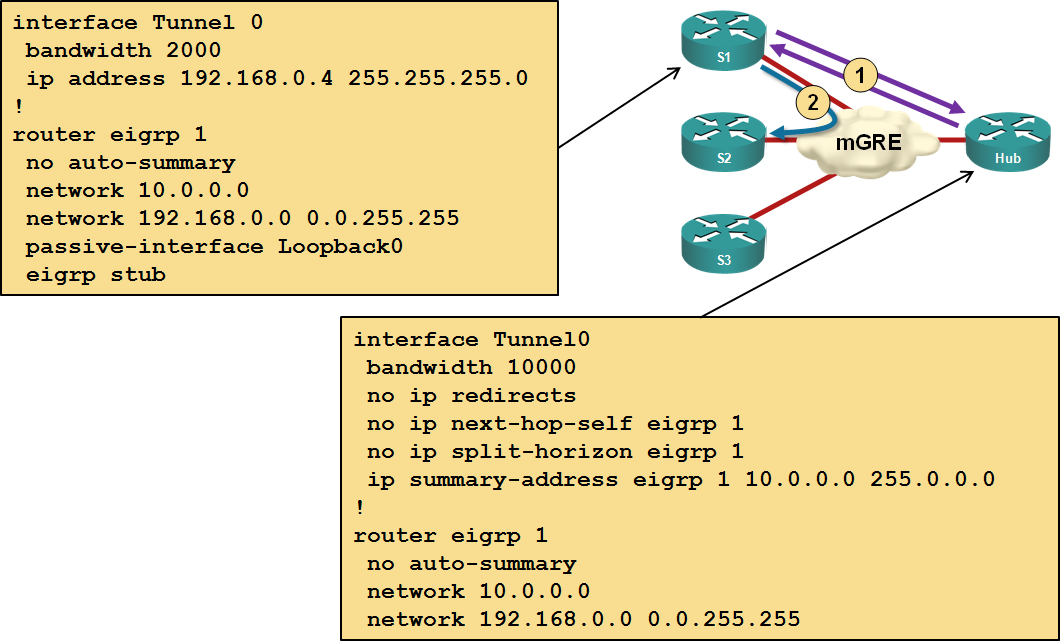 interface Tunnel 0
bandwidth 2000
ip address 192.168.0.4 255.255.255.0
!
router eigrp 1
no auto-summary
network 10.0.0.0
network 192.168.0.0 0.0.255.255
passive-interface Loopback0
eigrp stub
S1
1
2
S2
mGRE
Hub
S3
interface Tunnel0
bandwidth 10000
no ip redirects
no ip next-hop-self eigrp 1
no ip split-horizon eigrp 1
ip summary-address eigrp 1 10.0.0.0 255.0.0.0
!
router eigrp 1
no auto-summary
network 10.0.0.0
network 192.168.0.0 0.0.255.255